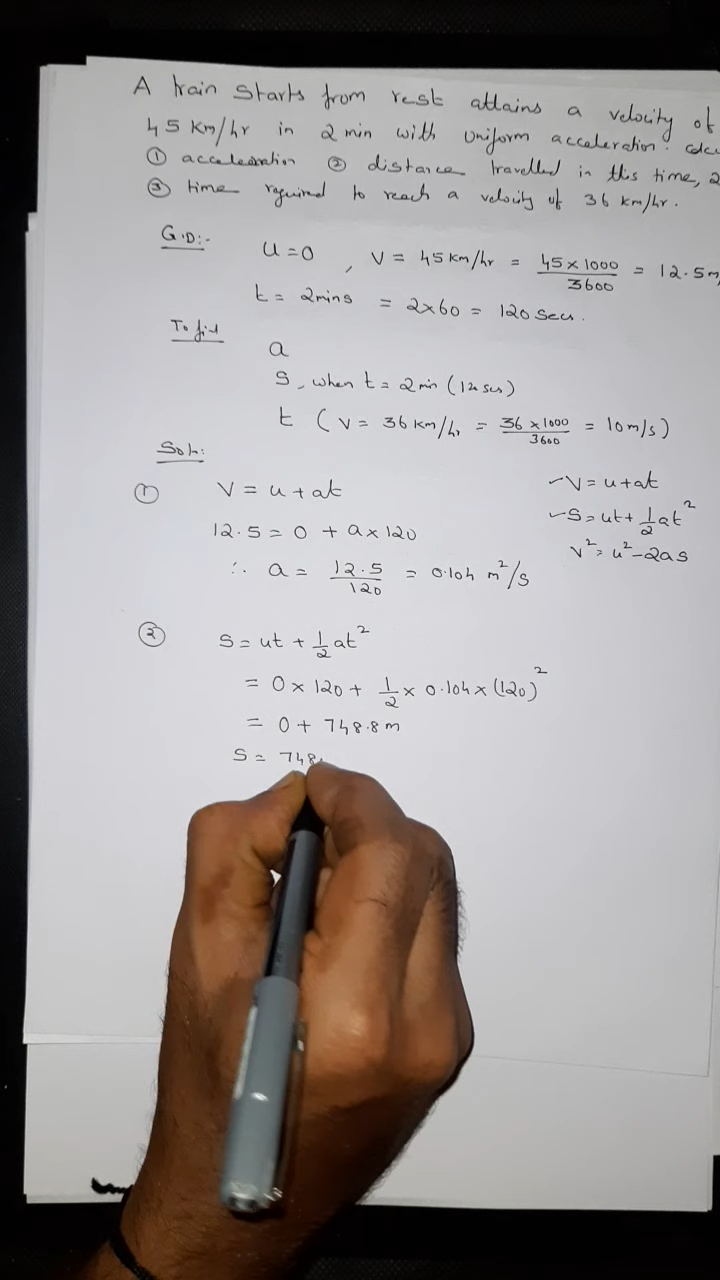 A train starts from rest attains a velocity of
45 Km/hr in 2 min with uniform acceleration.
① acceleration ② distance travelled in this time, 2
③ time required to reach a velocity of 36 km/hr.
G.D:-
u = 0 , V = 45 km/hr = 45 x 1000 / 3600 = 12.5 m/
t = 2 mins = 2x60 = 120 Secs.
To find
a
S, when t = 2 min (120 secs)
t ( V = 36 km/hr = 36 x 1000 / 3600 = 10 m/s)
Soln:
① V = u + at
✓ V = u + at
12.5 = 0 + a x 120
✓ S = ut + 1/2 at²
∴ a = 12.5 / 120 = 0.104 m²/s
V² = u² - 2as
② S = ut + 1/2 at²
= 0 x 120 + 1/2 x 0.104 x (120)²
= 0 + 748.8 m
S = 748.